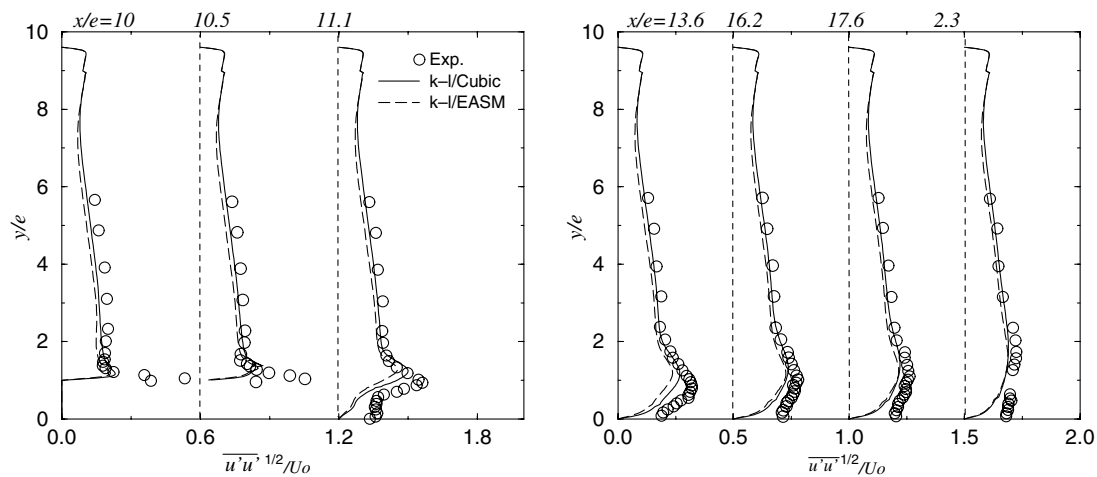 x/e=10 10.5 11.1
10
8
6
4
2
0
y/e
Exp.
k–l/Cubic
k–l/EASM
0.0 0.6 1.2 1.8
u'u' 1/2/Uo
x/e=13.6 16.2 17.6 2.3
10
8
6
4
2
0
y/e
0.0 0.5 1.0 1.5 2.0
u'u' 1/2/Uo